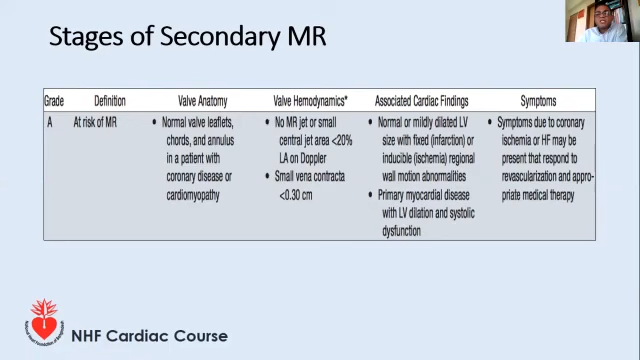 Stages of Secondary MR
Grade Definition Valve Anatomy Valve Hemodynamics* Associated Cardiac Findings Symptoms
A
At risk of MR
• Normal valve leaflets,
chords, and annulus
in a patient with
coronary disease or
cardiomyopathy
• No MR jet or small
central jet area <20%
LA on Doppler
• Small vena contracta
<0.30 cm
• Normal or mildly dilated LV
size with fixed (infarction) or
inducible (ischemia) regional
wall motion abnormalities
• Primary myocardial disease
with LV dilation and systolic
dysfunction
• Symptoms due to coronary
ischemia or HF may be
present that respond to
revascularization and appro-
priate medical therapy
NHF Cardiac Course